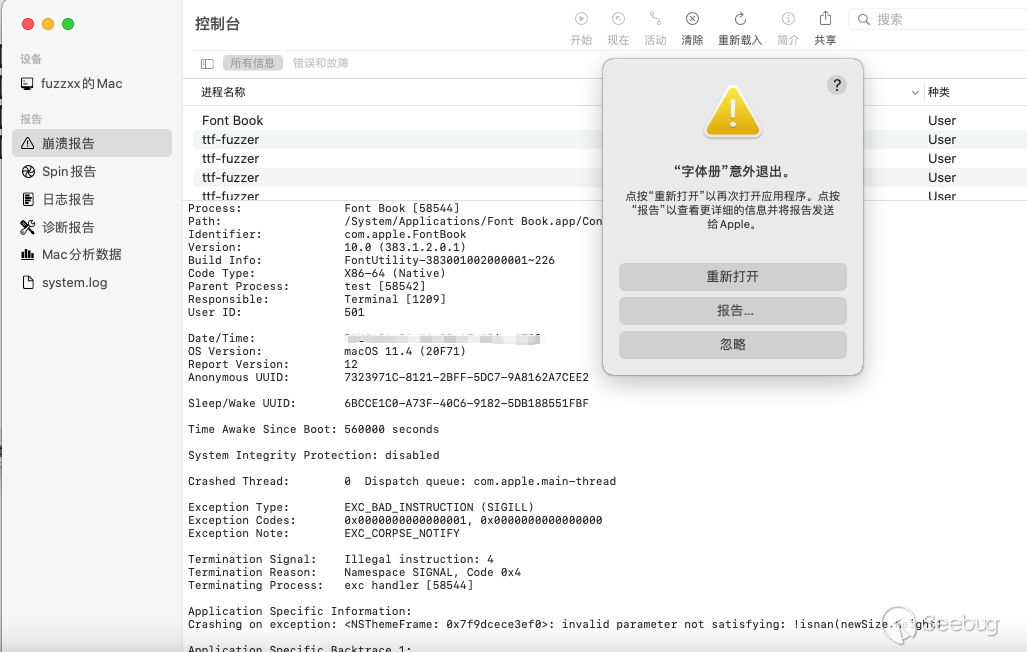 控制台
开始 现在 活动 清除 重新载入 简介 共享
搜索
设备
fuzzxx的Mac
报告
崩溃报告
Spin报告
日志报告
诊断报告
Mac分析数据
system.log
所有信息 错误和故障
进程名称 种类
Font Book User
ttf-fuzzer User
ttf-fuzzer User
ttf-fuzzer User
ttf-fuzzer User
Process: Font Book [58544]
Path: /System/Applications/Font Book.app/Con
Identifier: com.apple.FontBook
Version: 10.0 (383.1.2.0.1)
Build Info: FontUtility-383001002000001~226
Code Type: X86-64 (Native)
Parent Process: test [58542]
Responsible: Terminal [1209]
User ID: 501
Date/Time:
OS Version: macOS 11.4 (20F71)
Report Version: 12
Anonymous UUID: 7323971C-8121-2BFF-5DC7-9A8162A7CEE2
Sleep/Wake UUID: 6BCCE1C0-A73F-40C6-9182-5DB188551FBF
Time Awake Since Boot: 560000 seconds
System Integrity Protection: disabled
Crashed Thread: 0 Dispatch queue: com.apple.main-thread
Exception Type: EXC_BAD_INSTRUCTION (SIGILL)
Exception Codes: 0x0000000000000001, 0x0000000000000000
Exception Note: EXC_CORPSE_NOTIFY
Termination Signal: Illegal instruction: 4
Termination Reason: Namespace SIGNAL, Code 0x4
Terminating Process: exc handler [58544]
Application Specific Information:
Crashing on exception: <NSThemeFrame: 0x7f9dcece3ef0>: invalid parameter not satisfying: !isnan(newSize.height)
Application Specific Backtrace 1:
?
“字体册”意外退出。
点按“重新打开”以再次打开应用程序。点按
“报告”以查看更详细的信息并将报告发送
给Apple。
重新打开
报告...
忽略
Seebug